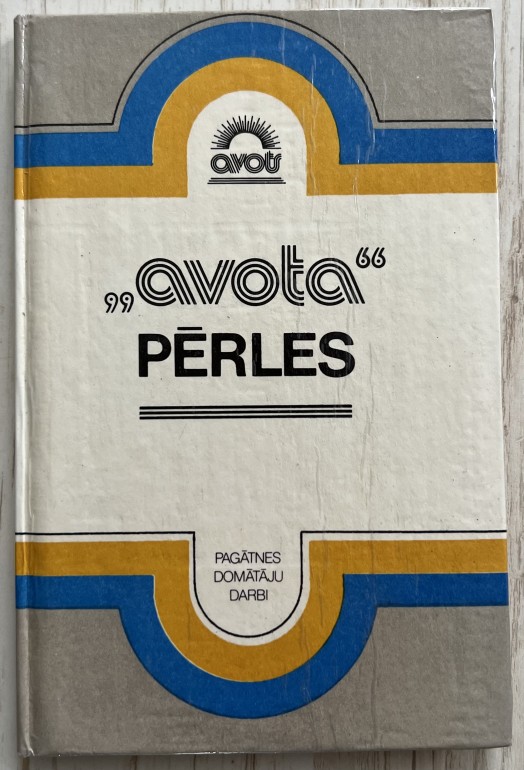 avots
„avota“
PĒRLES
PAGĀTNES
DOMĀTĀJU
DARBI